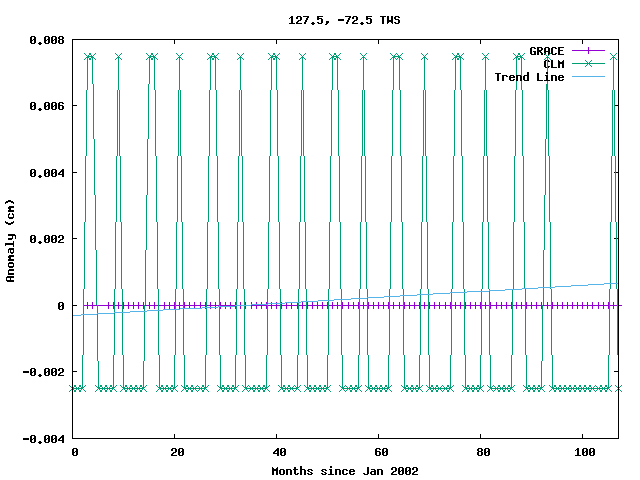 127.5, -72.5 TWS
GRACE
CLM
Trend Line
0.008
0.006
0.004
0.002
0
-0.002
-0.004
Anomaly (cm)
0 20 40 60 80 100
Months since Jan 2002